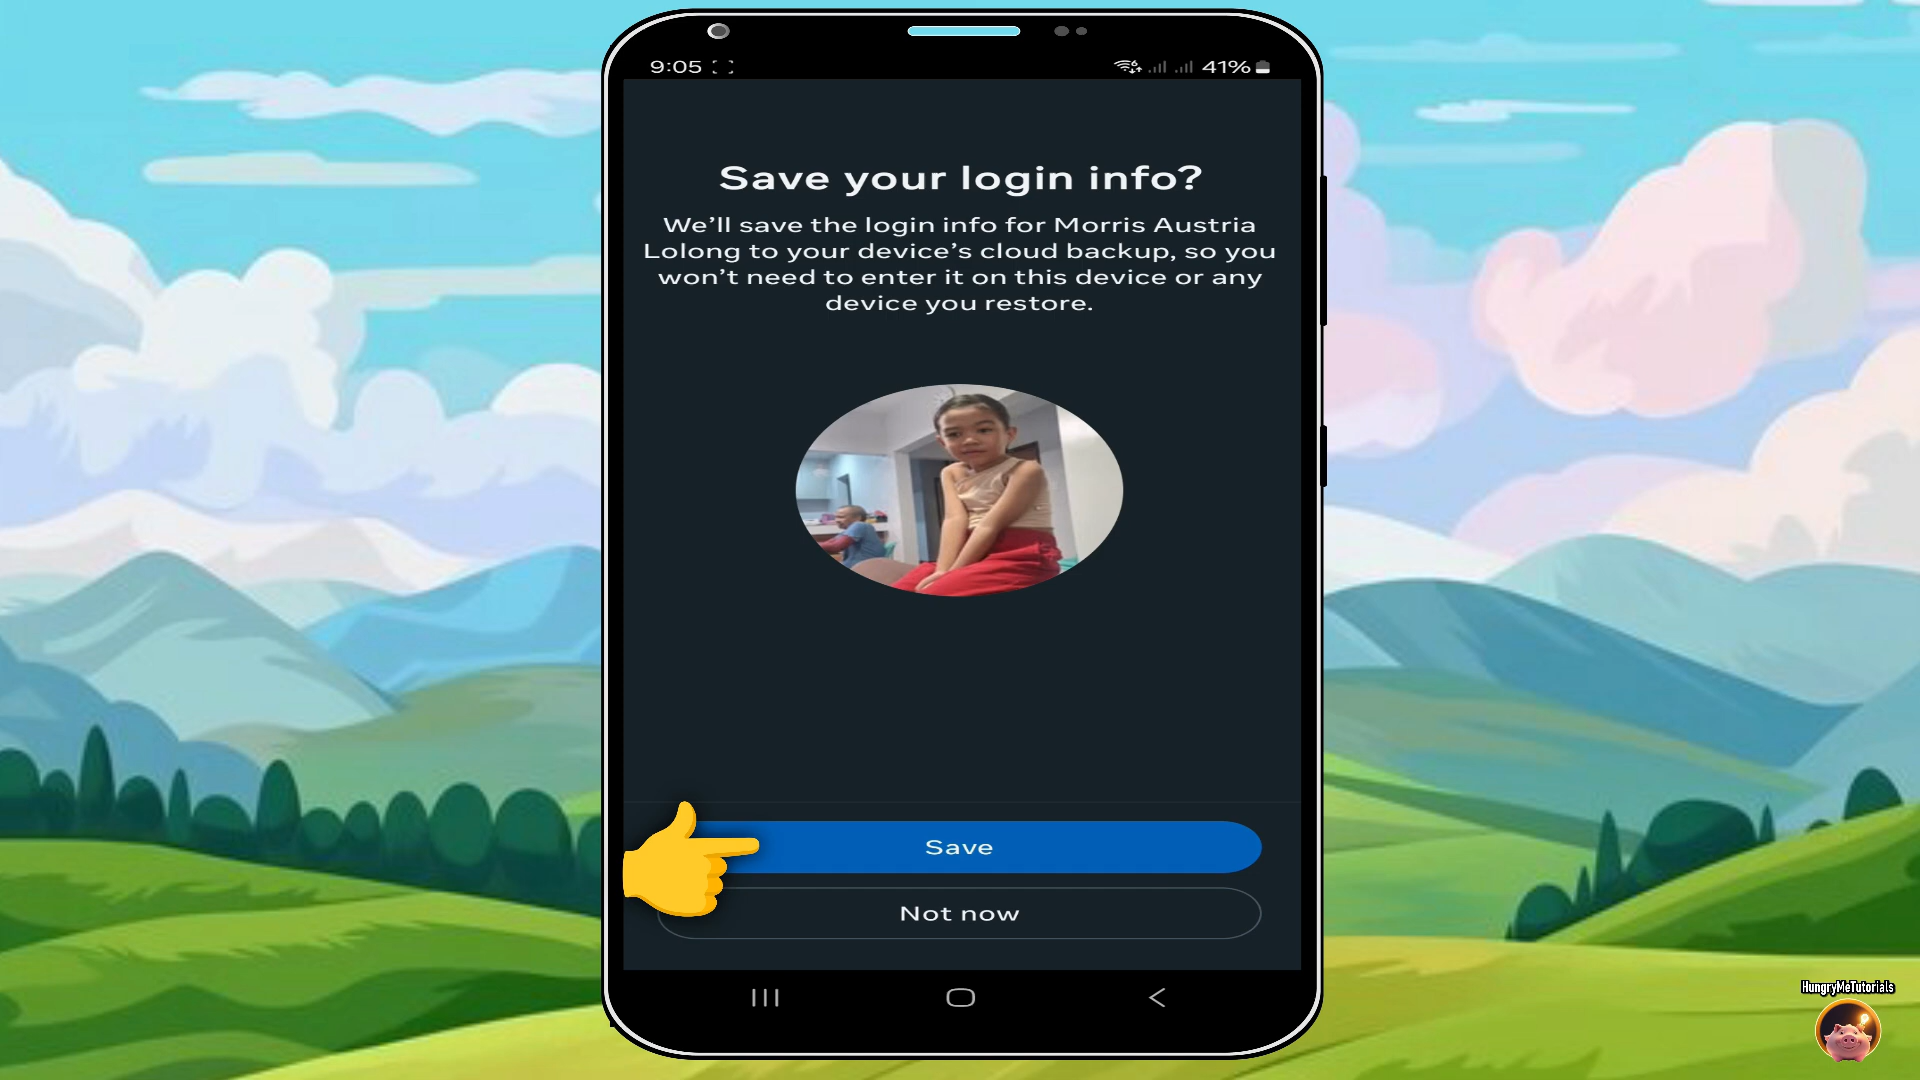 9:05
41%
Save your login info?
We’ll save the login info for Morris Austria
Lolong to your device’s cloud backup, so you
won’t need to enter it on this device or any
device you restore.
Save
Not now
HungryMeTutorials